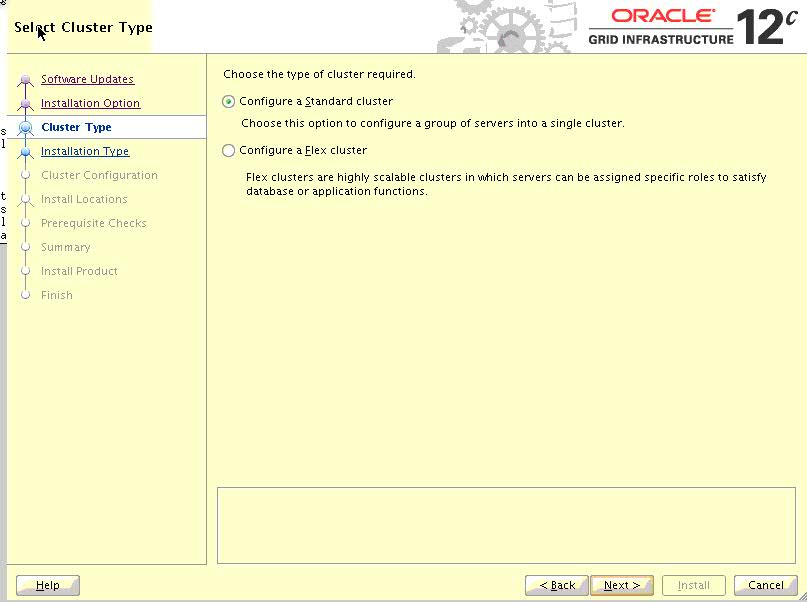 Select Cluster Type
ORACLE
GRID INFRASTRUCTURE
12c
Software Updates
Installation Option
Cluster Type
Installation Type
Cluster Configuration
Install Locations
Prerequisite Checks
Summary
Install Product
Finish
Choose the type of cluster required.
Configure a Standard cluster
Choose this option to configure a group of servers into a single cluster.
Configure a Flex cluster
Flex clusters are highly scalable clusters in which servers can be assigned specific roles to satisfy
database or application functions.
Help
< Back
Next >
Install
Cancel